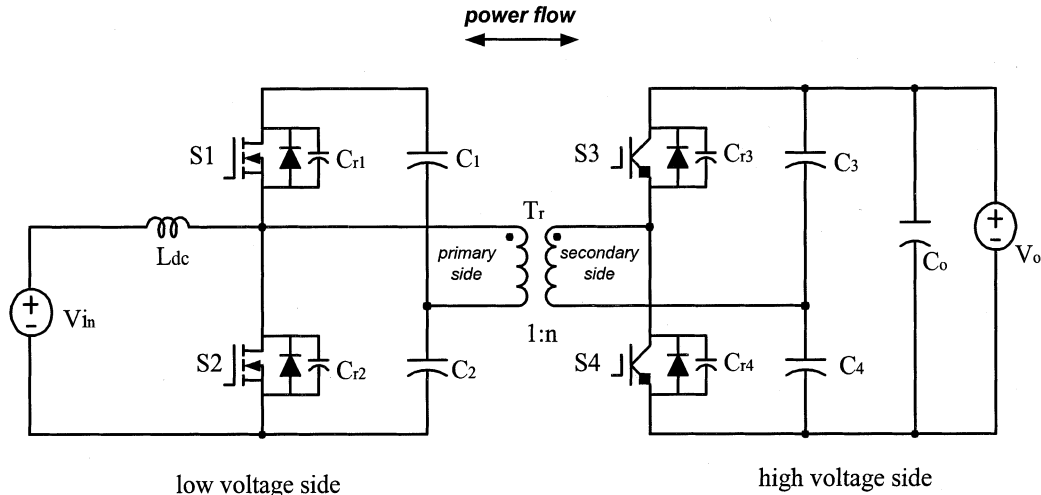 power flow
S1
Cr1
C1
S3
Cr3
C3
Ldc
Tr
primary side
secondary side
Co
Vo
Vin
1:n
S2
Cr2
C2
S4
Cr4
C4
low voltage side
high voltage side